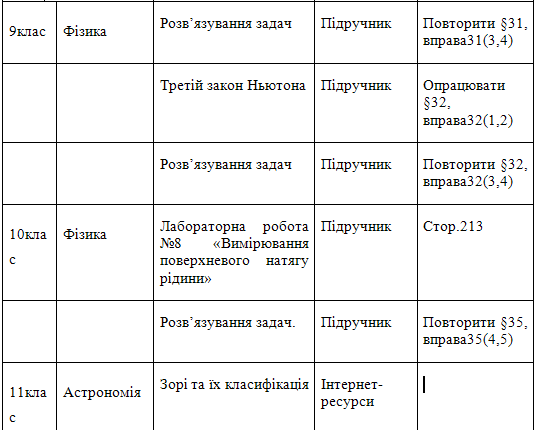 9клас Фізика Розв’язування задач Підручник Повторити §31,
вправа31(3,4)
Третій закон Ньютона Підручник Опрацювати
§32,
вправа32(1,2)
Розв’язування задач Підручник Повторити §32,
вправа32(3,4)
10кла
с Фізика Лабораторна робота Підручник Стор.213
№8 «Вимірювання
поверхневого натягу
рідини»
Розв’язування задач. Підручник Повторити §35,
вправа35(4,5)
11кла
с Астрономія Зорі та їх класифікація Інтернет-
ресурси